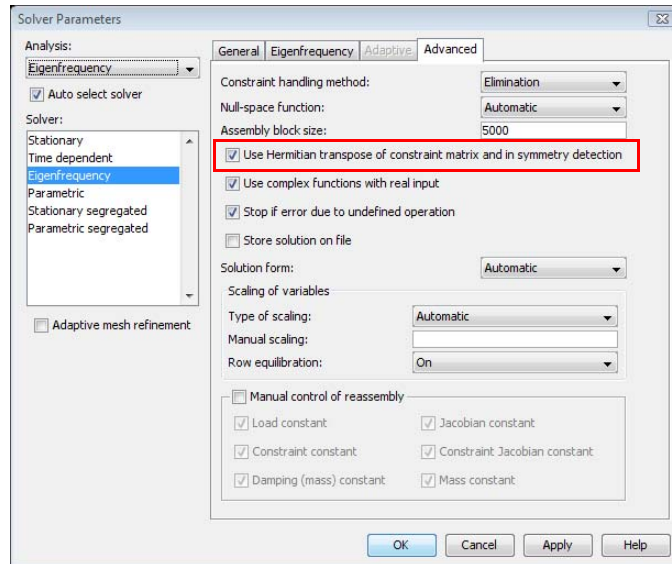 Solver Parameters
Analysis:
Eigenfrequency
Auto select solver
Solver:
Stationary
Time dependent
Eigenfrequency
Parametric
Stationary segregated
Parametric segregated
Adaptive mesh refinement
General Eigenfrequency Adaptive Advanced
Constraint handling method: Elimination
Null-space function: Automatic
Assembly block size: 5000
Use Hermitian transpose of constraint matrix and in symmetry detection
Use complex functions with real input
Stop if error due to undefined operation
Store solution on file
Solution form: Automatic
Scaling of variables
Type of scaling: Automatic
Manual scaling:
Row equilibration: On
Manual control of reassembly
Load constant Jacobian constant
Constraint constant Constraint Jacobian constant
Damping (mass) constant Mass constant
OK Cancel Apply Help